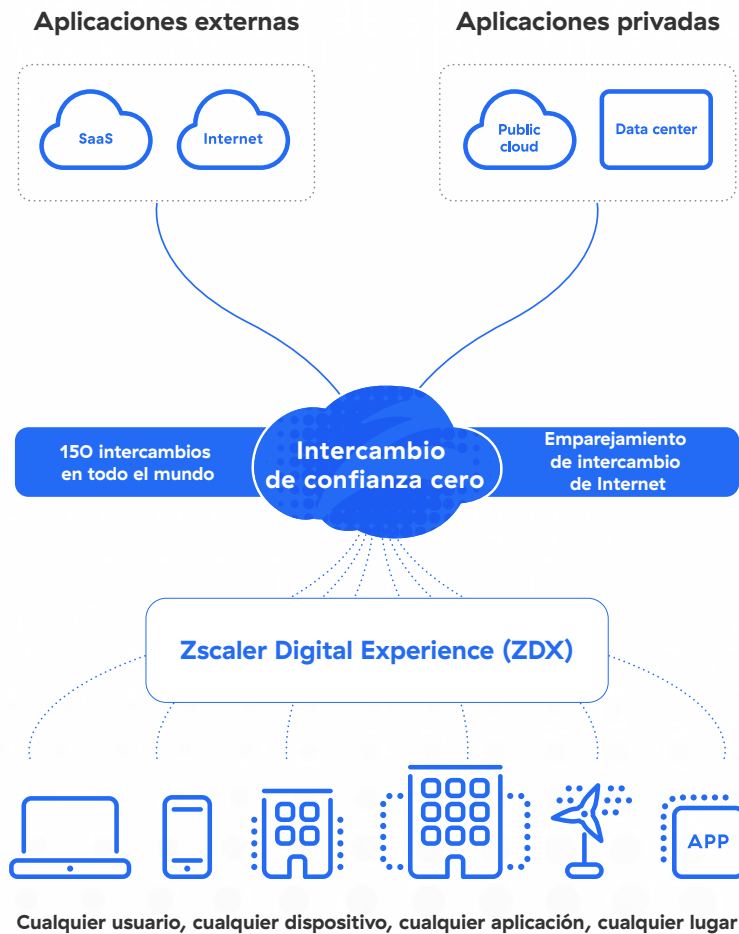 Aplicaciones externas
Aplicaciones privadas
SaaS
Internet
Public
cloud
Data center
150 intercambios
en todo el mundo
Intercambio
de confianza cero
Emparejamiento
de intercambio
de Internet
Zscaler Digital Experience (ZDX)
APP
Cualquier usuario, cualquier dispositivo, cualquier aplicación, cualquier lugar